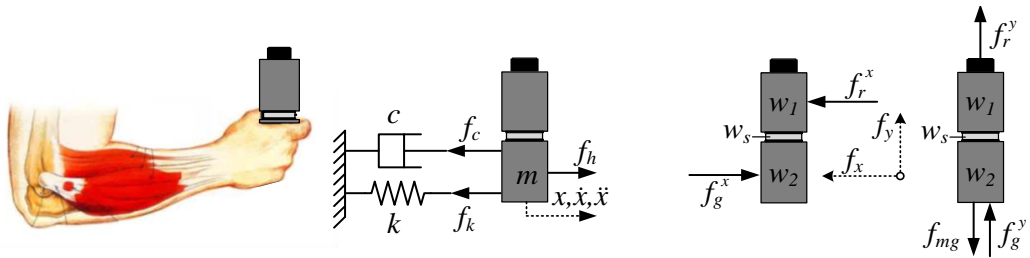 c
f_c
f_h
m
x, ẋ, ẍ
k
f_k
w_1
f_r^x
w_s
f_y
w_2
f_x
f_g^x
f_r^y
w_1
w_s
w_2
f_mg
f_g^y